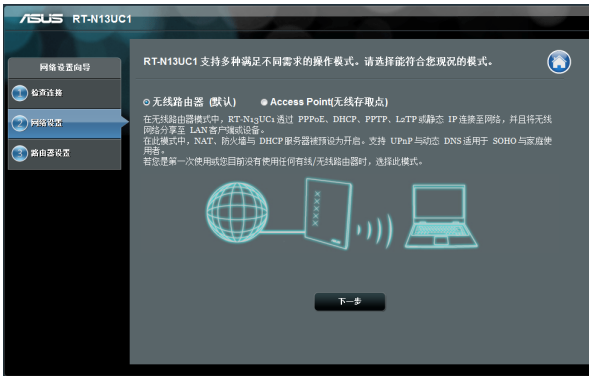 ASUS RT-N13UC1
网络设置向导
1 检查连接
2 网络设置
3 路由器设置
RT-N13UC1 支持多种满足不同需求的操作模式。请选择能符合您现况的模式。
无线路由器 (默认) Access Point(无线存取点)
在无线路由器模式中，RT-N13UC1 透过 PPPoE、DHCP、PPTP、L2TP 或静态 IP 连接至网络，并且将无线
网络分享至 LAN 客户端或设备。
在此模式中，NAT、防火墙与 DHCP 服务器被预设为开启。支持 UPnP 与动态 DNS 适用于 SOHO 与家庭使
用者。
若您是第一次使用或您目前没有使用任何有线/无线路由器时，选择此模式。
下一步